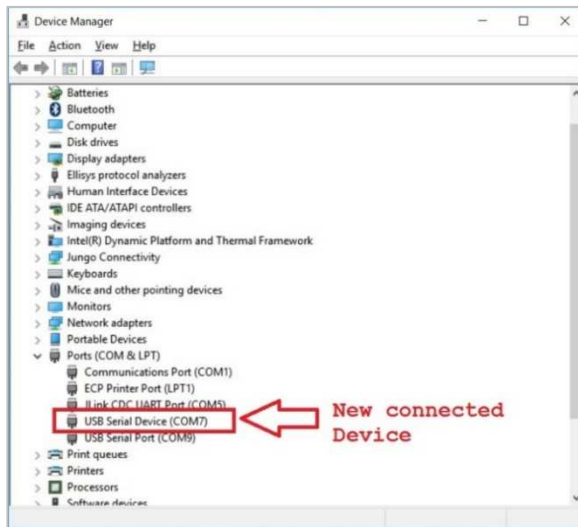 Device Manager
File Action View Help
Batteries
Bluetooth
Computer
Disk drives
Display adapters
Ellisys protocol analyzers
Human Interface Devices
IDE ATA/ATAPI controllers
Imaging devices
Intel(R) Dynamic Platform and Thermal Framework
Jungo Connectivity
Keyboards
Mice and other pointing devices
Monitors
Network adapters
Portable Devices
Ports (COM & LPT)
Communications Port (COM1)
ECP Printer Port (LPT1)
JLink CDC UART Port (COM5)
USB Serial Device (COM7)
New connected
Device
USB Serial Port (COM9)
Print queues
Printers
Processors
Software devices